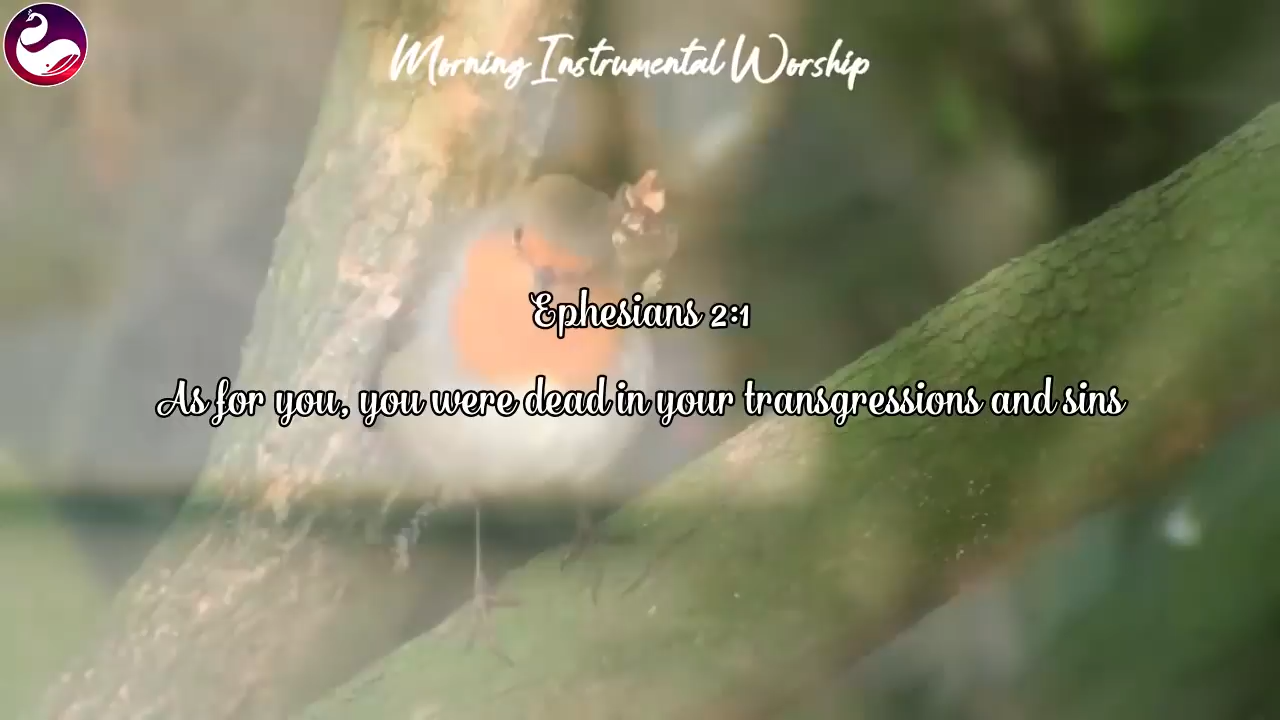 Morning Instrumental Worship
Ephesians 2:1
As for you, you were dead in your transgressions and sins